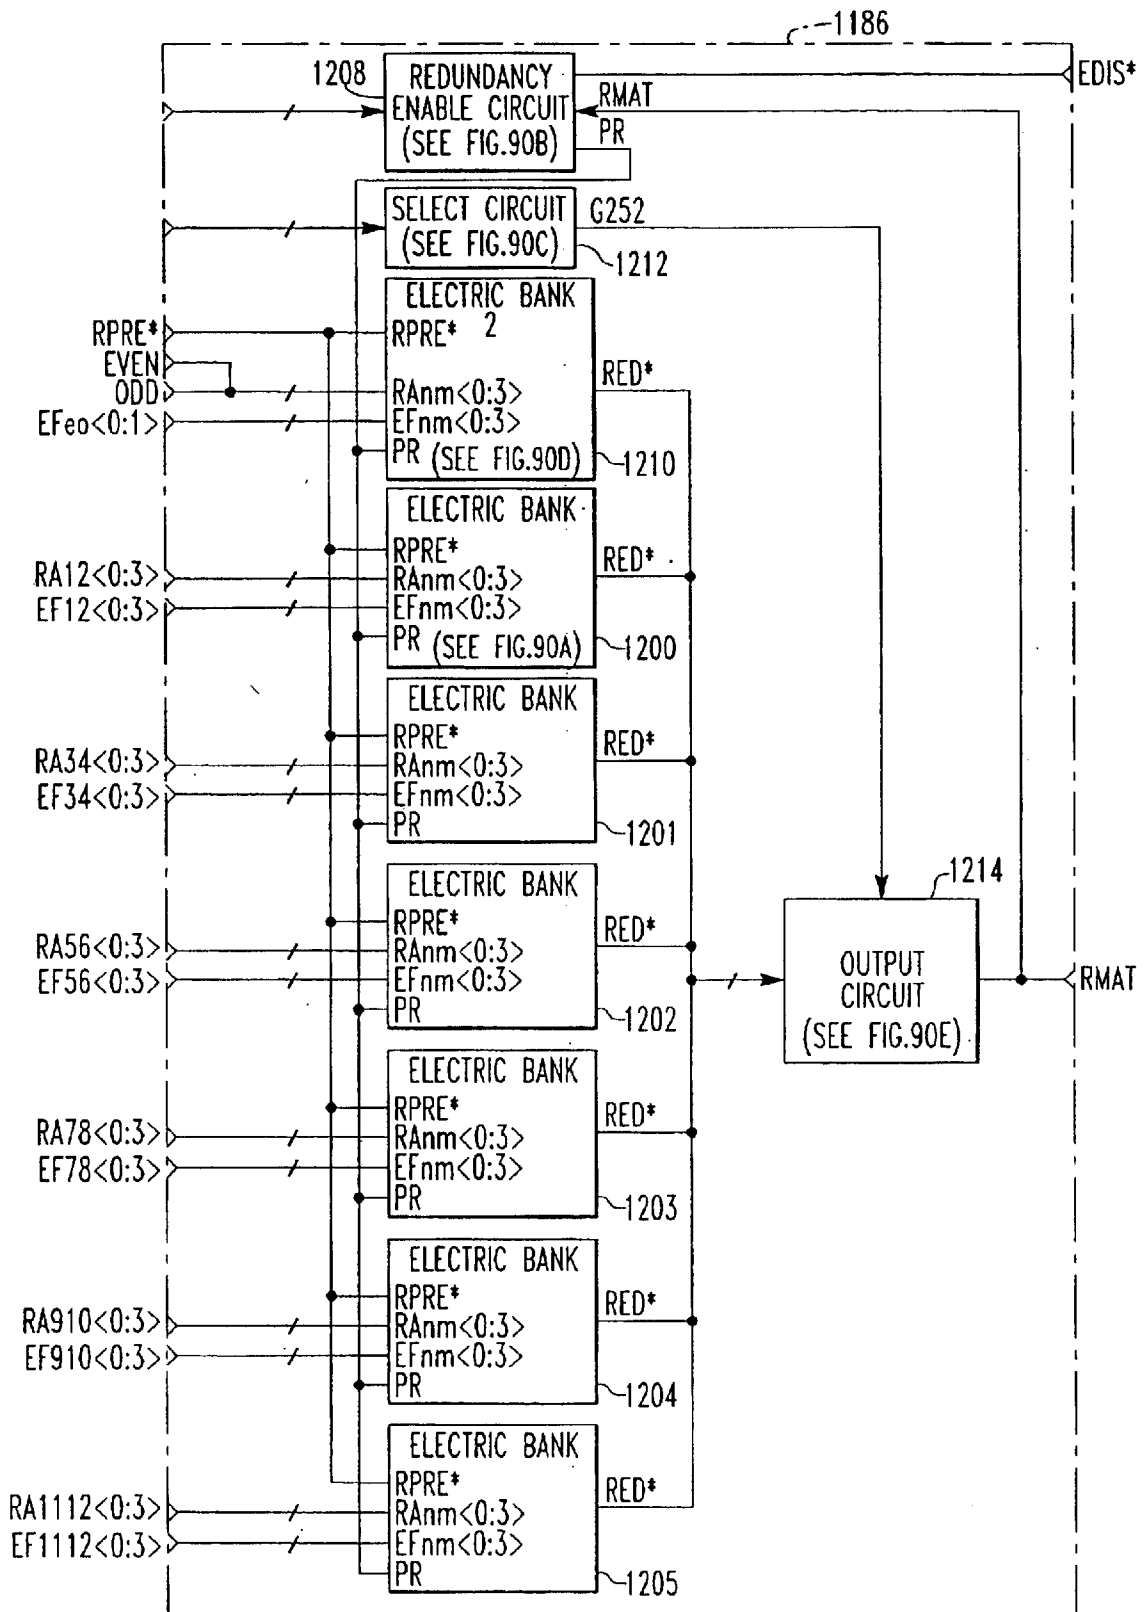 1186
1208
REDUNDANCY
ENABLE CIRCUIT
(SEE FIG.90B)
EDIS*
RMAT
PR
SELECT CIRCUIT
(SEE FIG.90C)
G252
1212
ELECTRIC BANK
2
RPRE*
RPRE*
EVEN
ODD
RAnm<0:3>
RED*
EFeo<0:1>
EFnm<0:3>
PR (SEE FIG.90D)
1210
ELECTRIC BANK
RPRE*
RED*
RA12<0:3>
RAnm<0:3>
EF12<0:3>
EFnm<0:3>
PR (SEE FIG.90A)
1200
ELECTRIC BANK
RPRE*
RED*
RA34<0:3>
RAnm<0:3>
EF34<0:3>
EFnm<0:3>
PR
1201
ELECTRIC BANK
1214
RPRE*
RED*
RA56<0:3>
RAnm<0:3>
EF56<0:3>
EFnm<0:3>
OUTPUT
CIRCUIT
(SEE FIG.90E)
RMAT
PR
1202
ELECTRIC BANK
RPRE*
RED*
RA78<0:3>
RAnm<0:3>
EF78<0:3>
EFnm<0:3>
PR
1203
ELECTRIC BANK
RPRE*
RED*
RA910<0:3>
RAnm<0:3>
EF910<0:3>
EFnm<0:3>
PR
1204
ELECTRIC BANK
RPRE*
RED*
RA1112<0:3>
RAnm<0:3>
EF1112<0:3>
EFnm<0:3>
PR
1205